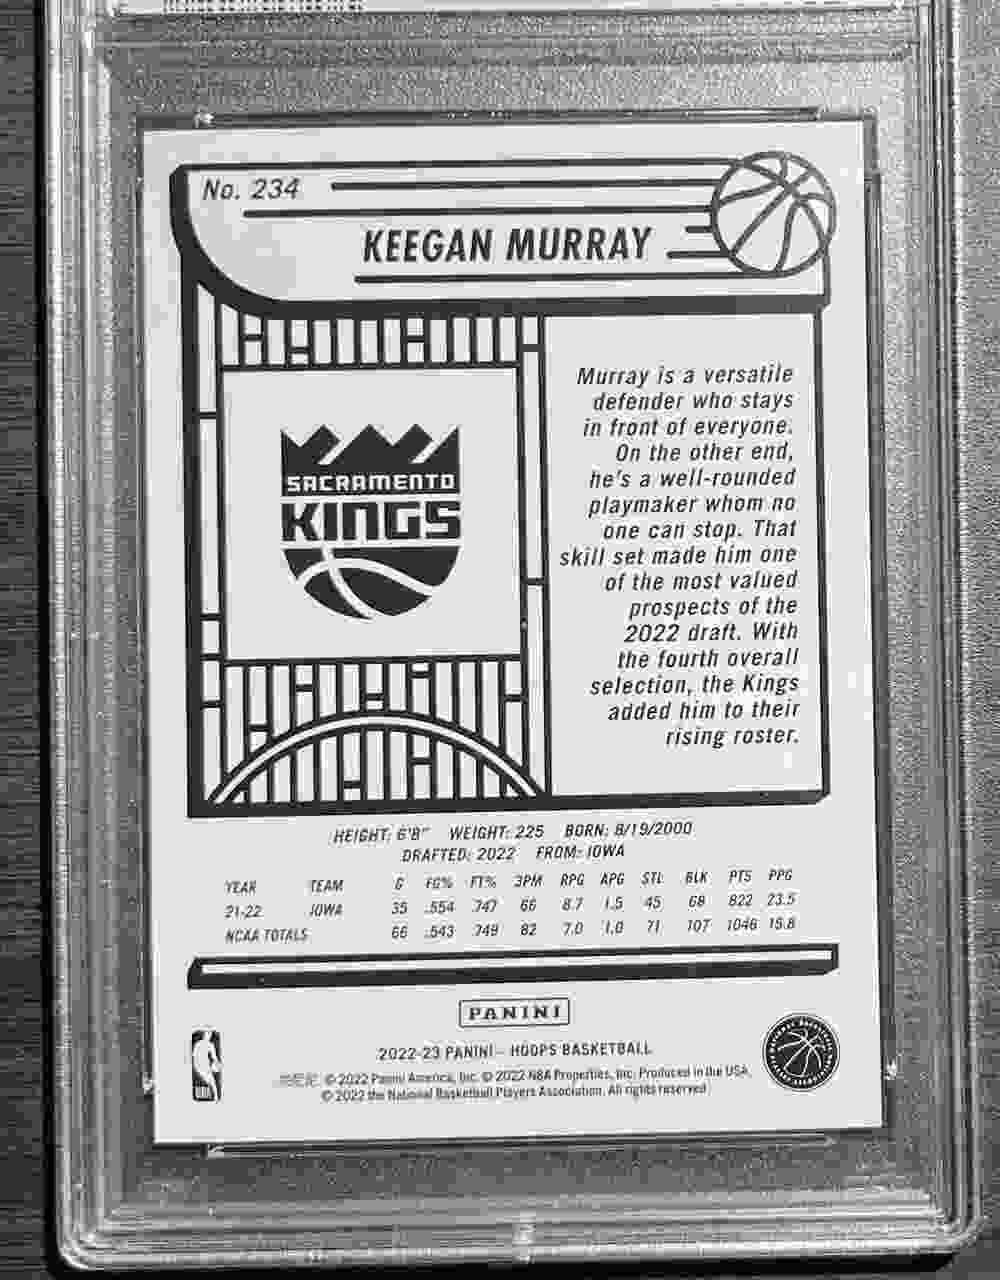 No. 234
KEEGAN MURRAY
Murray is a versatile
defender who stays
in front of everyone.
On the other end,
he's a well-rounded
playmaker whom no
one can stop. That
skill set made him one
of the most valued
prospects of the
2022 draft. With
the fourth overall
selection, the Kings
added him to their
rising roster.
SACRAMENTO
KINGS
HEIGHT: 6'8" WEIGHT: 225 BORN: 8/19/2000
DRAFTED: 2022 FROM: IOWA
YEAR TEAM G FG% FT% 3PM RPG APG STL BLK PTS PPG
21-22 IOWA 35 .554 .747 66 8.7 1.5 45 68 822 23.5
NCAA TOTALS 66 .543 .749 82 7.0 1.0 71 107 1046 15.8
PANINI
2022-23 PANINI - HOOPS BASKETBALL
© 2022 Panini America, Inc. © 2022 NBA Properties, Inc. Produced in the USA.
© 2022 the National Basketball Players Association. All rights reserved